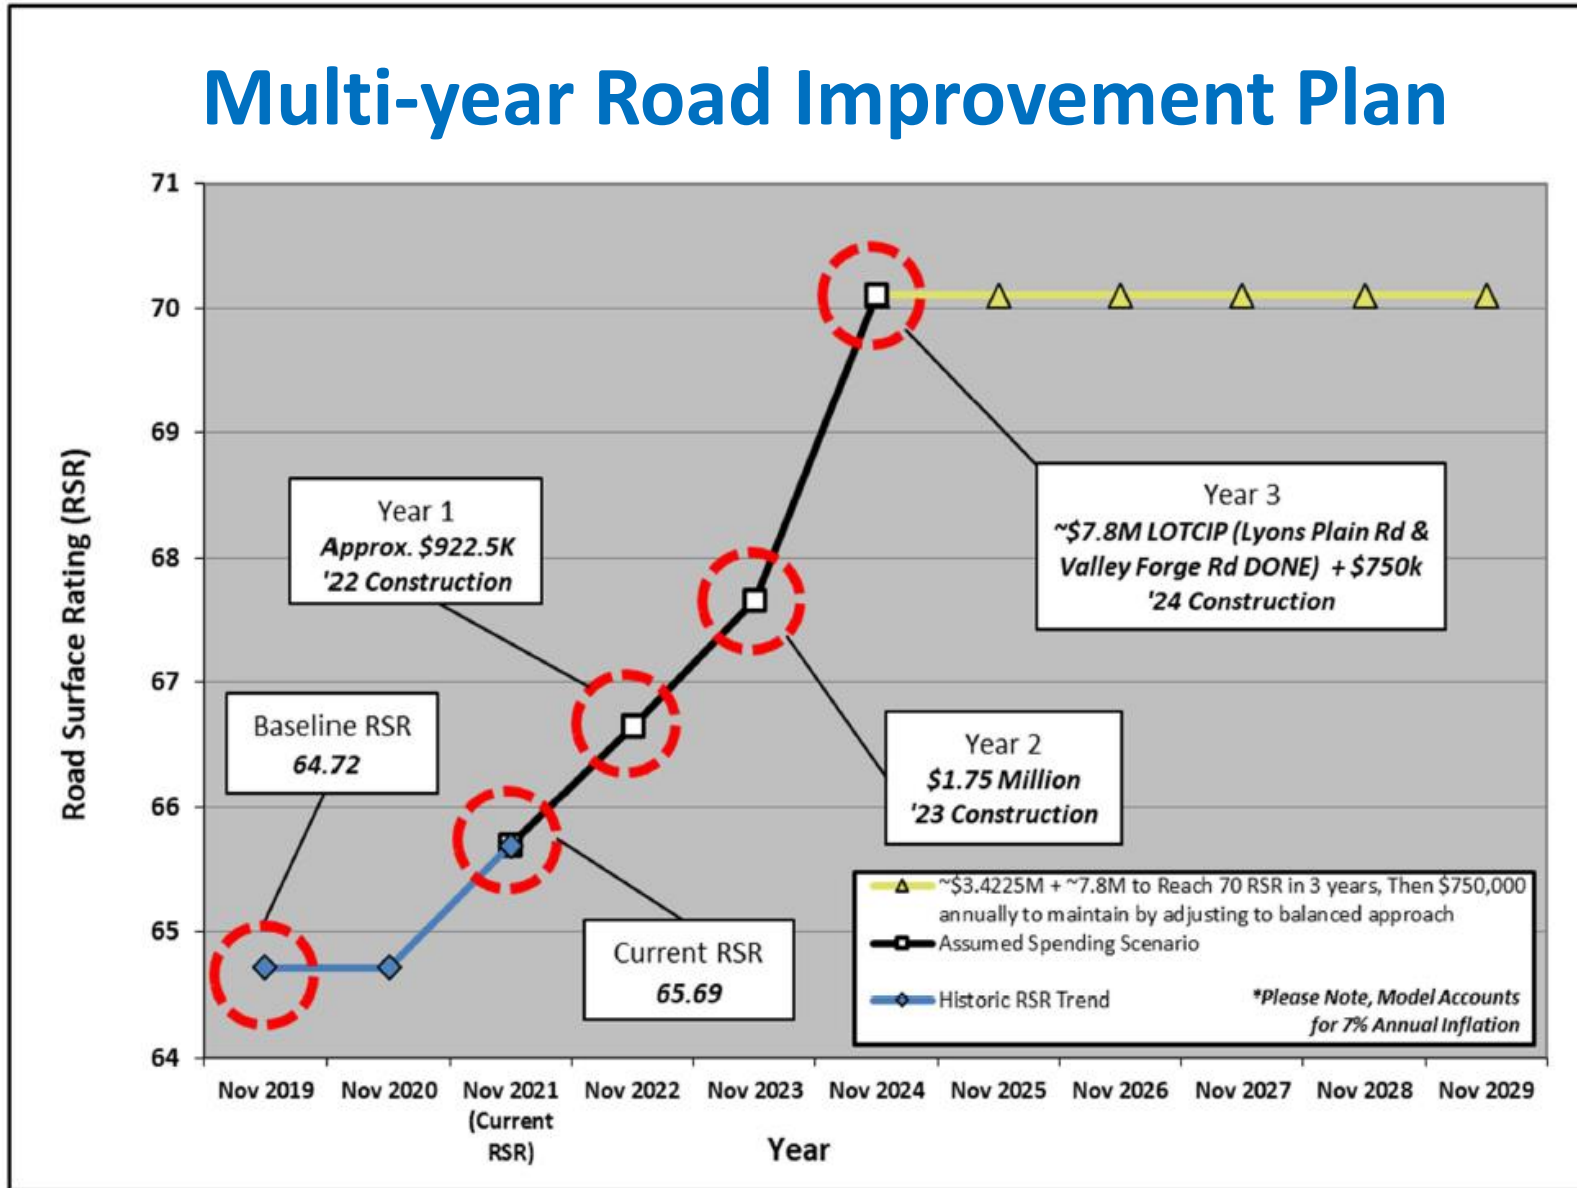 Multi-year Road Improvement Plan
71
70
69
68
67
66
65
64
Road Surface Rating (RSR)
Baseline RSR
64.72
Year 1
Approx. $922.5K
'22 Construction
Current RSR
65.69
Year 2
$1.75 Million
'23 Construction
Year 3
~$7.8M LOTCIP (Lyons Plain Rd &
Valley Forge Rd DONE) + $750k
'24 Construction
~$3.4225M + ~7.8M to Reach 70 RSR in 3 years, Then $750,000
annually to maintain by adjusting to balanced approach
Assumed Spending Scenario
Historic RSR Trend
*Please Note, Model Accounts
for 7% Annual Inflation
Nov 2019
Nov 2020
Nov 2021
(Current
RSR)
Nov 2022
Nov 2023
Nov 2024
Nov 2025
Nov 2026
Nov 2027
Nov 2028
Nov 2029
Year